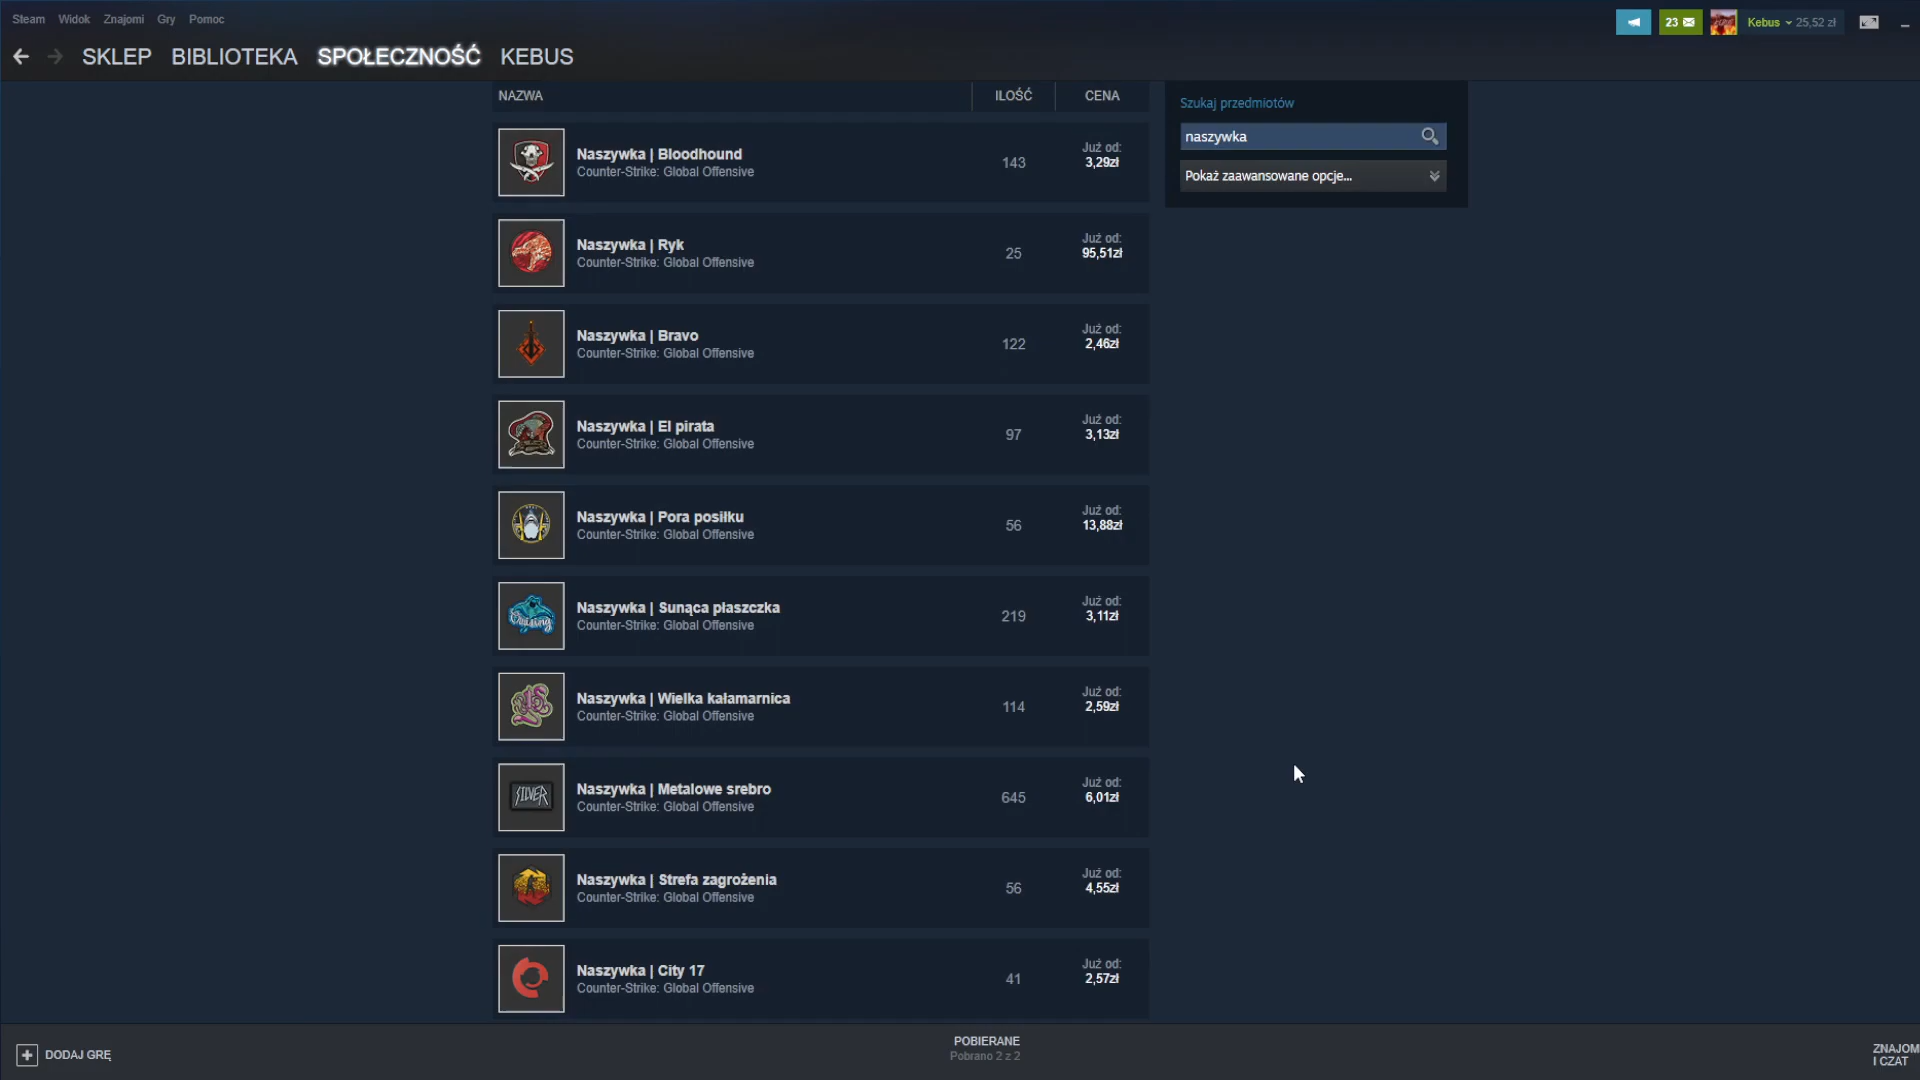 Steam Widok Znajomi Gry Pomoc
23 Kebus 25,52 zł
SKLEP BIBLIOTEKA SPOŁECZNOŚĆ KEBUS
NAZWA ILOŚĆ CENA
Szukaj przedmiotów
naszywka
Pokaż zaawansowane opcje...
Naszywka | Bloodhound
Counter-Strike: Global Offensive
143
Już od:
3,29zł
Naszywka | Ryk
Counter-Strike: Global Offensive
25
Już od:
95,51zł
Naszywka | Bravo
Counter-Strike: Global Offensive
122
Już od:
2,46zł
Naszywka | El pirata
Counter-Strike: Global Offensive
97
Już od:
3,13zł
Naszywka | Pora posiłku
Counter-Strike: Global Offensive
56
Już od:
13,88zł
Naszywka | Sunąca płaszczka
Counter-Strike: Global Offensive
219
Już od:
3,11zł
Naszywka | Wielka kałamarnica
Counter-Strike: Global Offensive
114
Już od:
2,59zł
SILVER
Naszywka | Metalowe srebro
Counter-Strike: Global Offensive
645
Już od:
6,01zł
Naszywka | Strefa zagrożenia
Counter-Strike: Global Offensive
56
Już od:
4,55zł
Naszywka | City 17
Counter-Strike: Global Offensive
41
Już od:
2,57zł
DODAJ GRĘ
POBIERANE
Pobrano 2 z 2
ZNAJOM
I CZAT